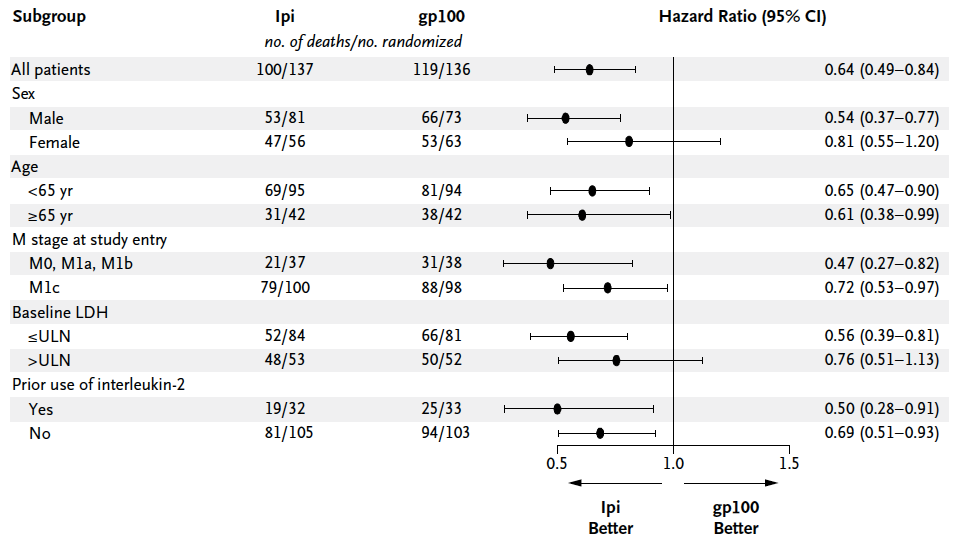 Subgroup Ipi gp100 Hazard Ratio (95% CI)
no. of deaths/no. randomized
All patients 100/137 119/136 0.64 (0.49–0.84)
Sex
Male 53/81 66/73 0.54 (0.37–0.77)
Female 47/56 53/63 0.81 (0.55–1.20)
Age
<65 yr 69/95 81/94 0.65 (0.47–0.90)
≥65 yr 31/42 38/42 0.61 (0.38–0.99)
M stage at study entry
M0, M1a, M1b 21/37 31/38 0.47 (0.27–0.82)
M1c 79/100 88/98 0.72 (0.53–0.97)
Baseline LDH
≤ULN 52/84 66/81 0.56 (0.39–0.81)
>ULN 48/53 50/52 0.76 (0.51–1.13)
Prior use of interleukin-2
Yes 19/32 25/33 0.50 (0.28–0.91)
No 81/105 94/103 0.69 (0.51–0.93)
0.5 1.0 1.5
Ipi gp100
Better Better